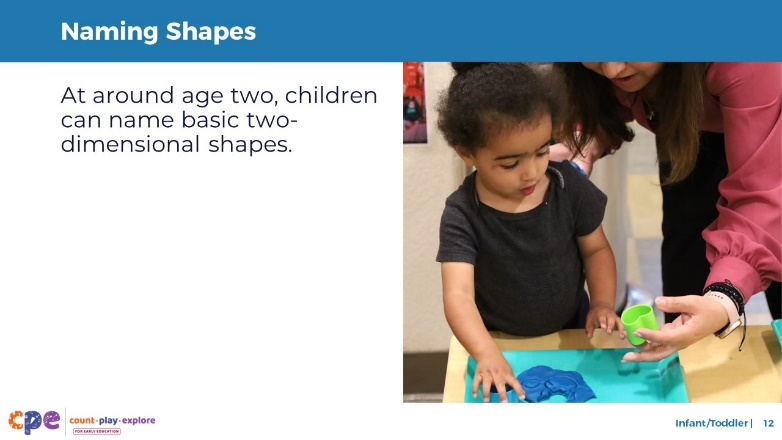 Naming Shapes
At around age two, children
can name basic two-
dimensional shapes.
cpe
count·play·explore
FOR EARLY EDUCATION
Infant/Toddler | 12